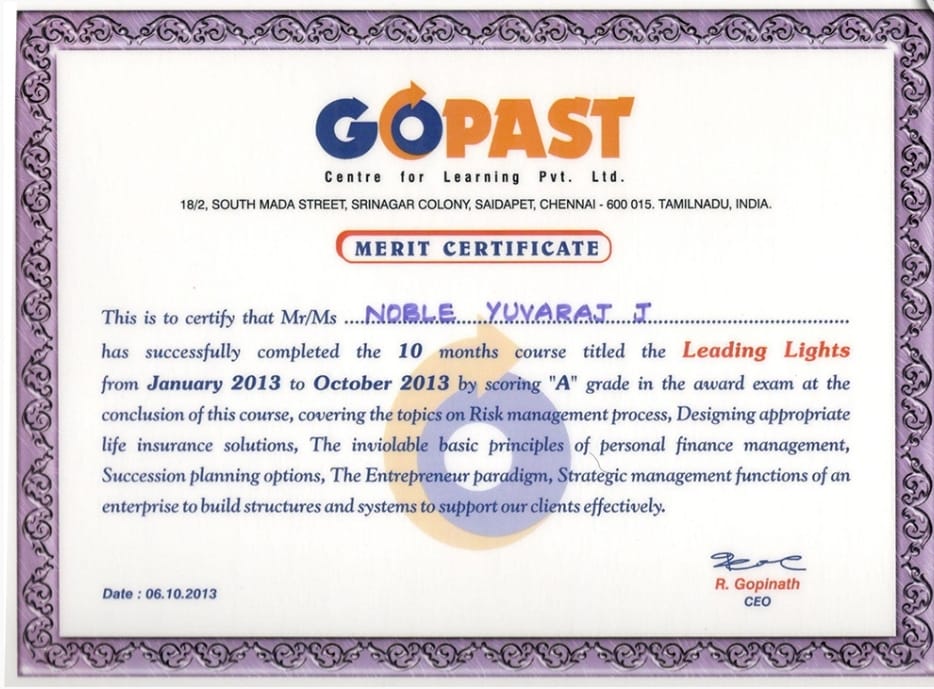 GOPAST
Centre for Learning Pvt. Ltd.
18/2, SOUTH MADA STREET, SRINAGAR COLONY, SAIDAPET, CHENNAI - 600 015. TAMILNADU, INDIA.
MERIT CERTIFICATE
This is to certify that Mr/Ms ....NOBLE YUVARAJ J....
has successfully completed the 10 months course titled the Leading Lights
from January 2013 to October 2013 by scoring "A" grade in the award exam at the
conclusion of this course, covering the topics on Risk management process, Designing appropriate
life insurance solutions, The inviolable basic principles of personal finance management,
Succession planning options, The Entrepreneur paradigm, Strategic management functions of an
enterprise to build structures and systems to support our clients effectively.
R. Gopinath
Date : 06.10.2013
CEO